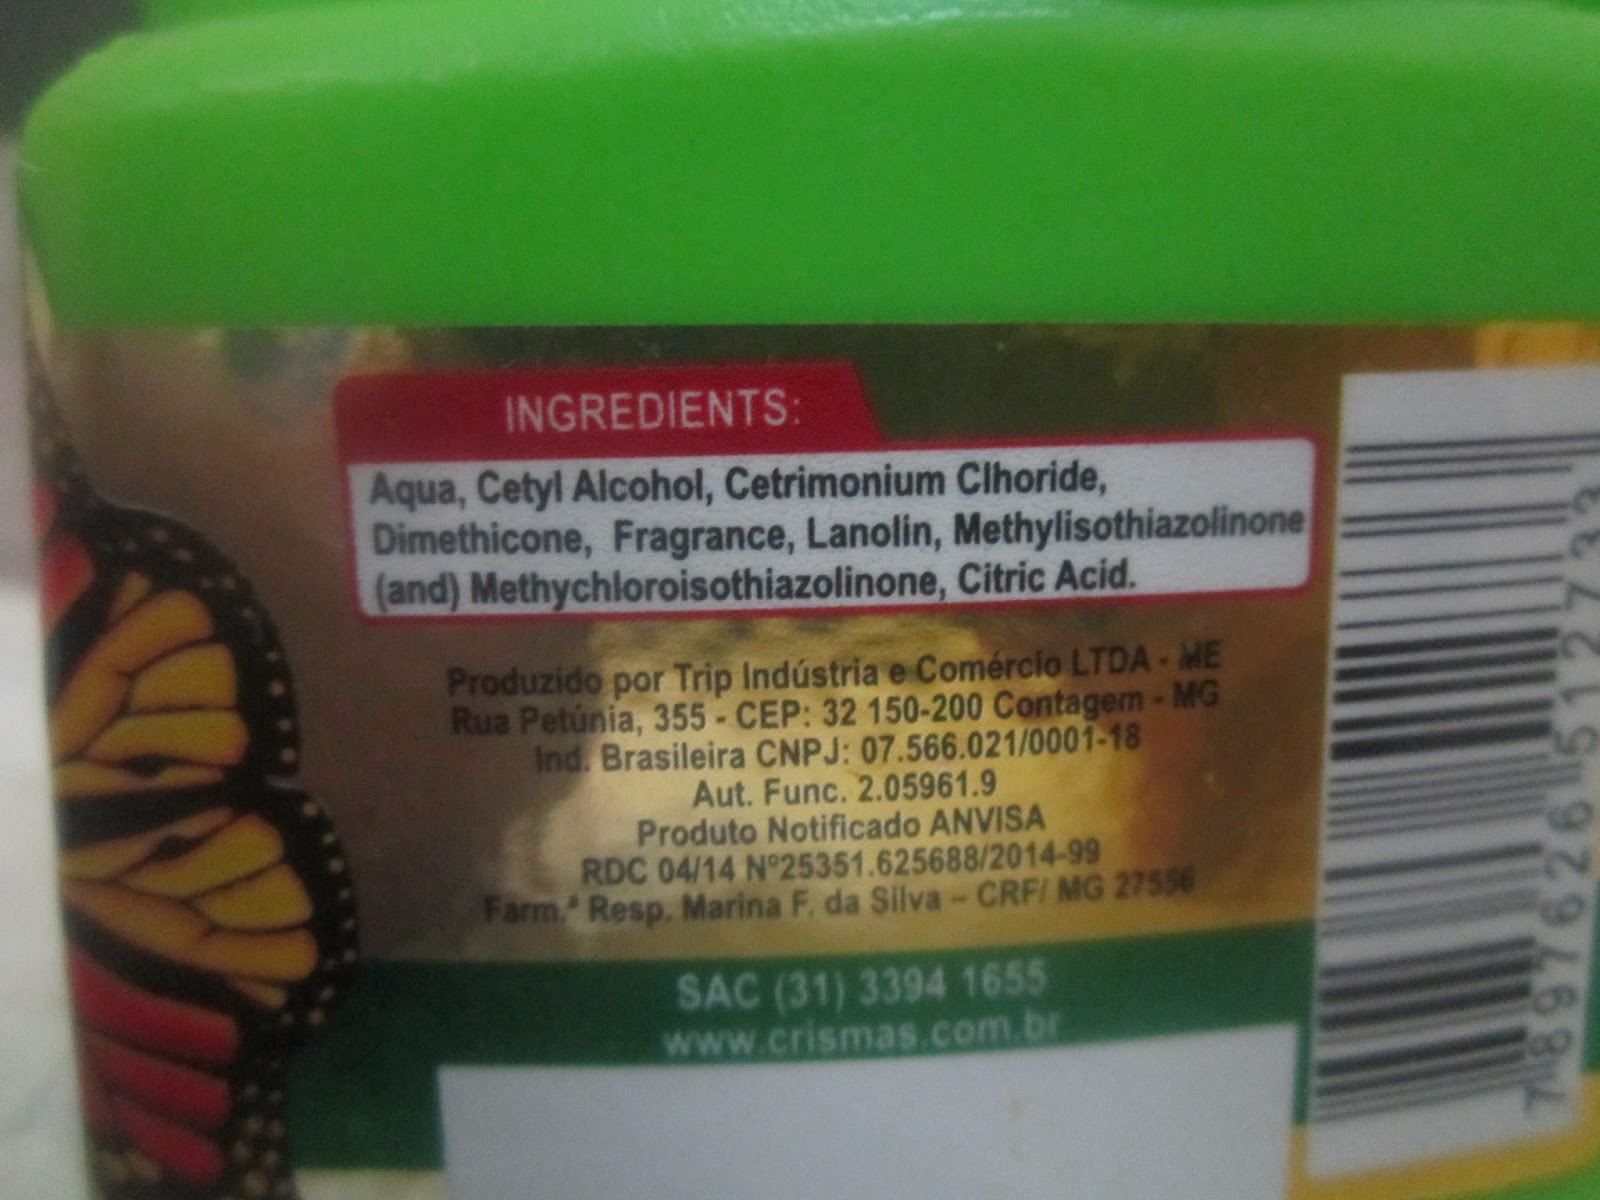 INGREDIENTS:
Aqua, Cetyl Alcohol, Cetrimonium Clhoride,
Dimethicone, Fragrance, Lanolin, Methylisothiazolinone
(and) Methychloroisothiazolinone, Citric Acid.
Produzido por Trip Indústria e Comércio LTDA - ME
Rua Petúnia, 355 - CEP: 32 150-200 Contagem - MG
Ind. Brasileira CNPJ: 07.566.021/0001-18
Aut. Func. 2.05961.9
Produto Notificado ANVISA
RDC 04/14 Nº25351.625688/2014-99
Farm.ª Resp. Marina F. da Silva – CRF/ MG 27556
SAC (31) 3394 1655
www.crismas.com.br
7 897626 512733